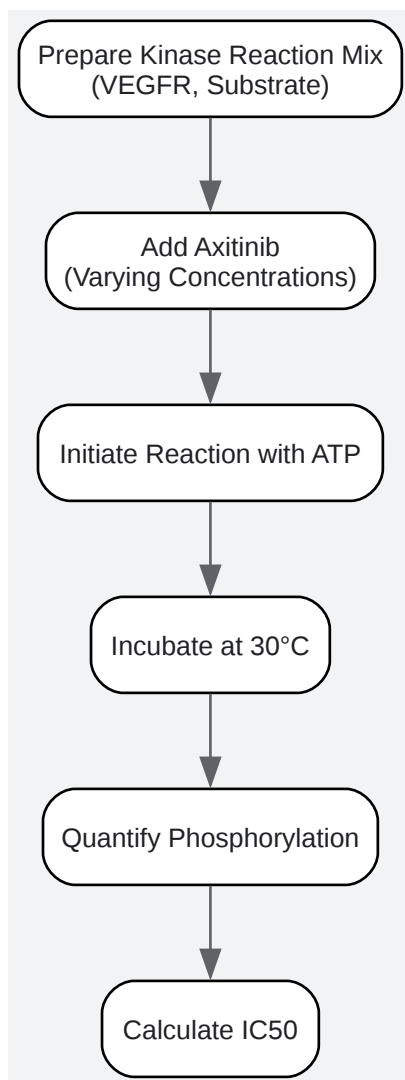 Prepare Kinase Reaction Mix
(VEGFR, Substrate)
Add Axitinib
(Varying Concentrations)
Initiate Reaction with ATP
Incubate at 30°C
Quantify Phosphorylation
Calculate IC50